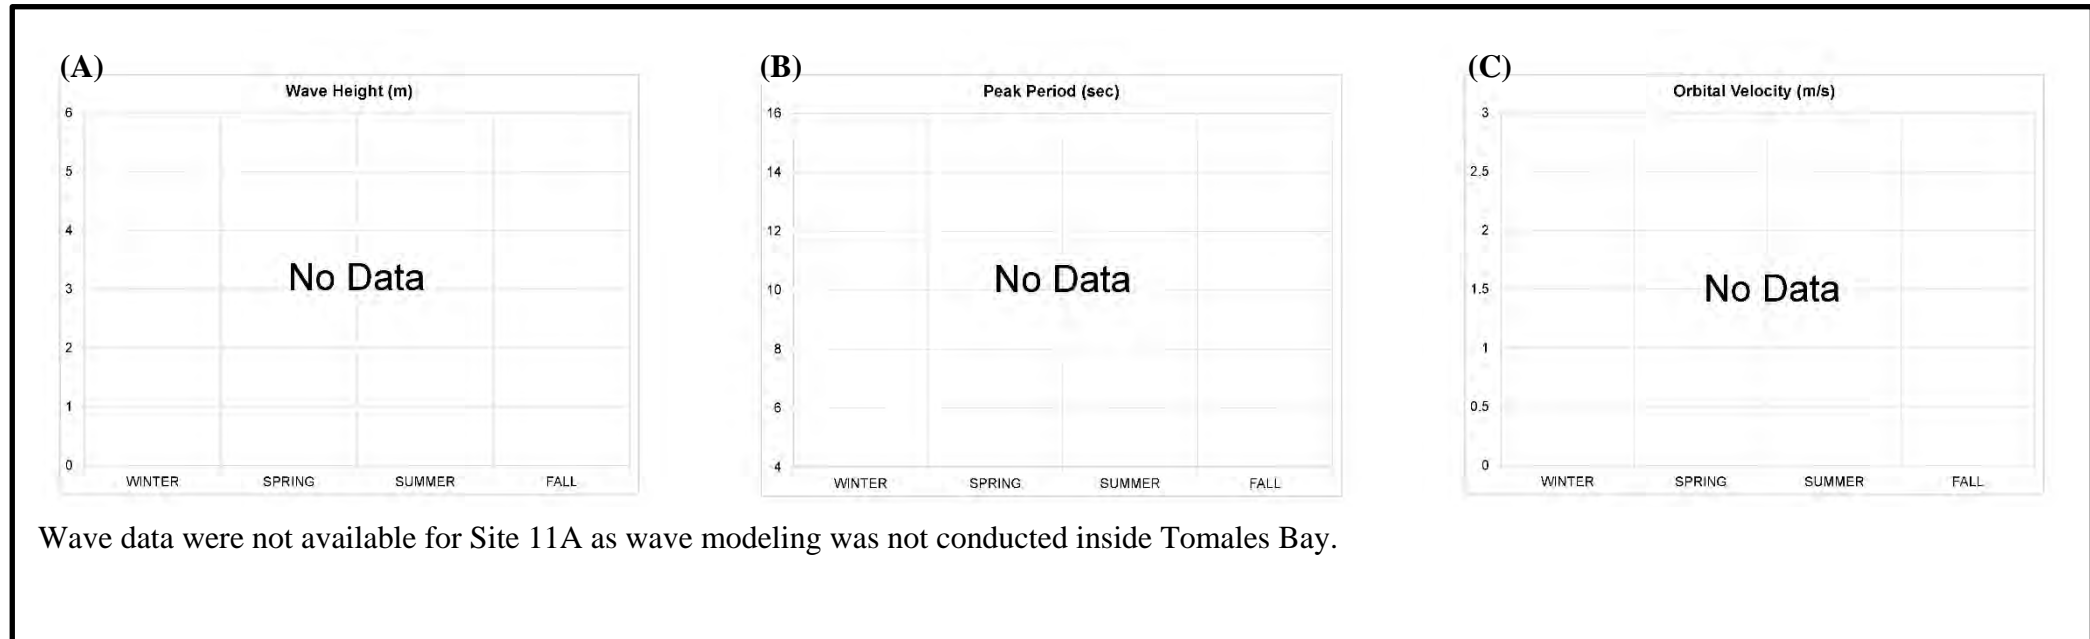 (A)
Wave Height (m)
6
5
4
3
2
1
0
No Data
WINTER SPRING SUMMER FALL
(B)
Peak Period (sec)
16
14
12
10
8
6
4
No Data
WINTER SPRING SUMMER FALL
(C)
Orbital Velocity (m/s)
3
2.5
2
1.5
1
0.5
0
No Data
WINTER SPRING SUMMER FALL
Wave data were not available for Site 11A as wave modeling was not conducted inside Tomales Bay.